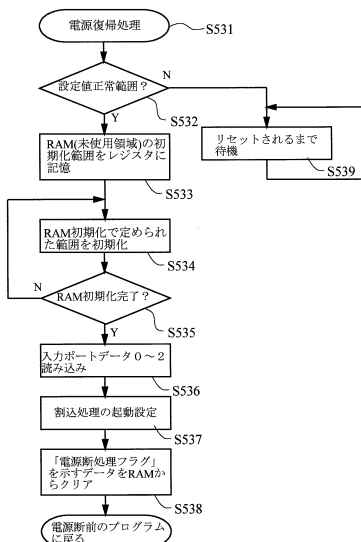 電源復帰処理
S531
設定値正常範囲？
N
S532
Y
RAM(未使用領域)の初
期化範囲をレジスタに
記憶
S533
リセットされるまで
待機
S539
RAM初期化で定められ
た範囲を初期化
S534
N
RAM初期化完了？
S535
Y
入力ポートデータ０～２
読み込み
S536
割込処理の起動設定
S537
「電源断処理フラグ」
を示すデータをRAMか
らクリア
S538
電源断前のプログラム
に戻る